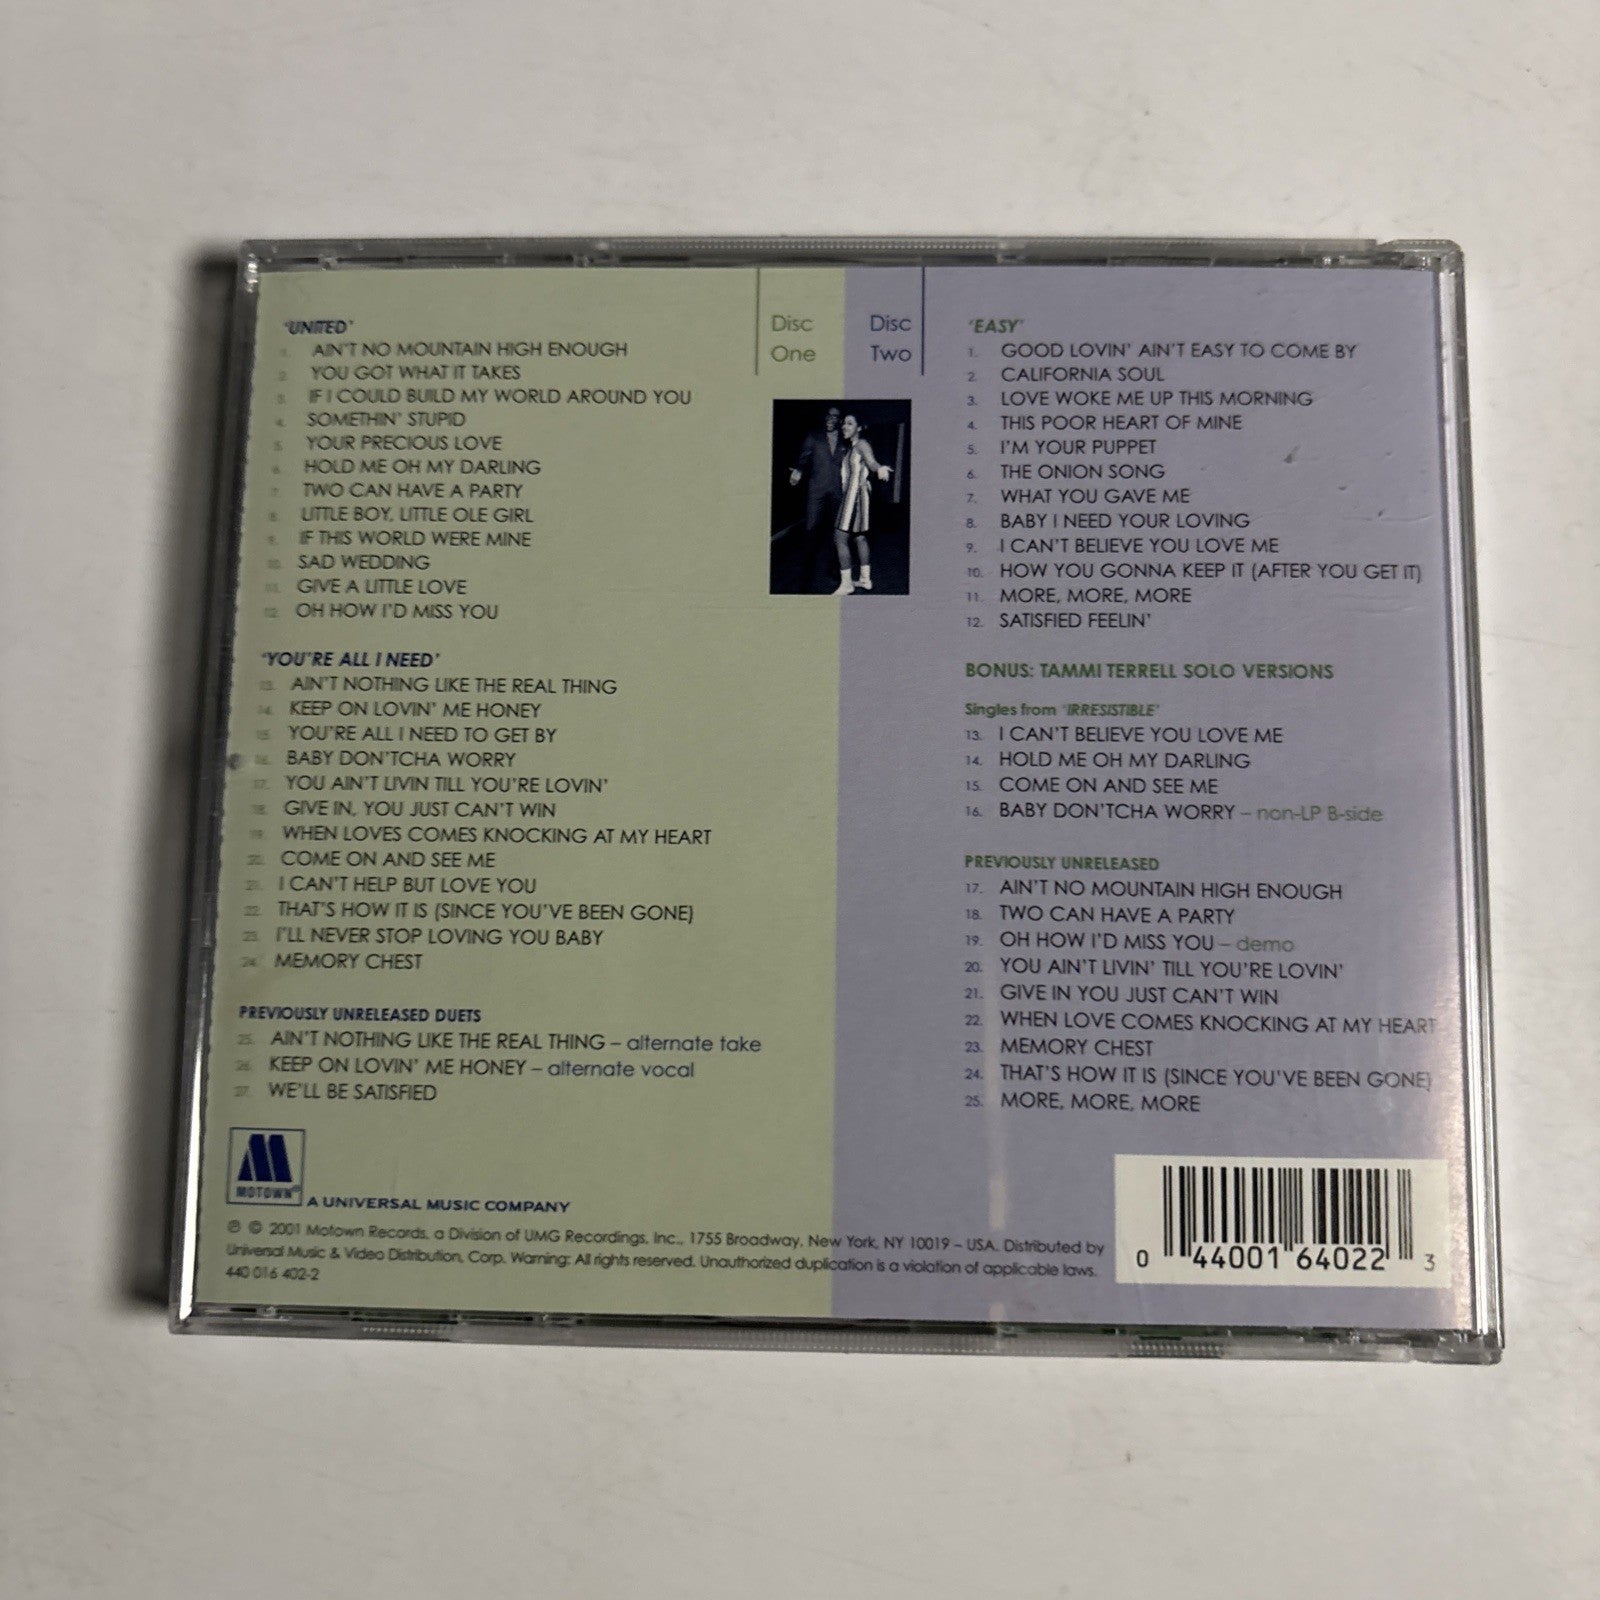 Disc
One
'UNITED'
1. AIN'T NO MOUNTAIN HIGH ENOUGH
2. YOU GOT WHAT IT TAKES
3. IF I COULD BUILD MY WORLD AROUND YOU
4. SOMETHIN' STUPID
5. YOUR PRECIOUS LOVE
6. HOLD ME OH MY DARLING
7. TWO CAN HAVE A PARTY
8. LITTLE BOY, LITTLE OLE GIRL
9. IF THIS WORLD WERE MINE
10. SAD WEDDING
11. GIVE A LITTLE LOVE
12. OH HOW I'D MISS YOU
'YOU'RE ALL I NEED'
13. AIN'T NOTHING LIKE THE REAL THING
14. KEEP ON LOVIN' ME HONEY
15. YOU'RE ALL I NEED TO GET BY
16. BABY DON'TCHA WORRY
17. YOU AIN'T LIVIN TILL YOU'RE LOVIN'
18. GIVE IN, YOU JUST CAN'T WIN
19. WHEN LOVES COMES KNOCKING AT MY HEART
20. COME ON AND SEE ME
21. I CAN'T HELP BUT LOVE YOU
22. THAT'S HOW IT IS (SINCE YOU'VE BEEN GONE)
23. I'LL NEVER STOP LOVING YOU BABY
24. MEMORY CHEST
PREVIOUSLY UNRELEASED DUETS
25. AIN'T NOTHING LIKE THE REAL THING – alternate take
26. KEEP ON LOVIN' ME HONEY – alternate vocal
27. WE'LL BE SATISFIED
Disc
Two
'EASY'
1. GOOD LOVIN' AIN'T EASY TO COME BY
2. CALIFORNIA SOUL
3. LOVE WOKE ME UP THIS MORNING
4. THIS POOR HEART OF MINE
5. I'M YOUR PUPPET
6. THE ONION SONG
7. WHAT YOU GAVE ME
8. BABY I NEED YOUR LOVING
9. I CAN'T BELIEVE YOU LOVE ME
10. HOW YOU GONNA KEEP IT (AFTER YOU GET IT)
11. MORE, MORE, MORE
12. SATISFIED FEELIN'
BONUS: TAMMI TERRELL SOLO VERSIONS
Singles from 'IRRESISTIBLE'
13. I CAN'T BELIEVE YOU LOVE ME
14. HOLD ME OH MY DARLING
15. COME ON AND SEE ME
16. BABY DON'TCHA WORRY – non-LP B-side
PREVIOUSLY UNRELEASED
17. AIN'T NO MOUNTAIN HIGH ENOUGH
18. TWO CAN HAVE A PARTY
19. OH HOW I'D MISS YOU – demo
20. YOU AIN'T LIVIN' TILL YOU'RE LOVIN'
21. GIVE IN YOU JUST CAN'T WIN
22. WHEN LOVE COMES KNOCKING AT MY HEART
23. MEMORY CHEST
24. THAT'S HOW IT IS (SINCE YOU'VE BEEN GONE)
25. MORE, MORE, MORE
MOTOWN®
A UNIVERSAL MUSIC COMPANY
℗ © 2001 Motown Records, a Division of UMG Recordings, Inc., 1755 Broadway, New York, NY 10019 – USA. Distributed by
Universal Music & Video Distribution, Corp. Warning: All rights reserved. Unauthorized duplication is a violation of applicable laws.
440 016 402-2
0 44001 64022 3